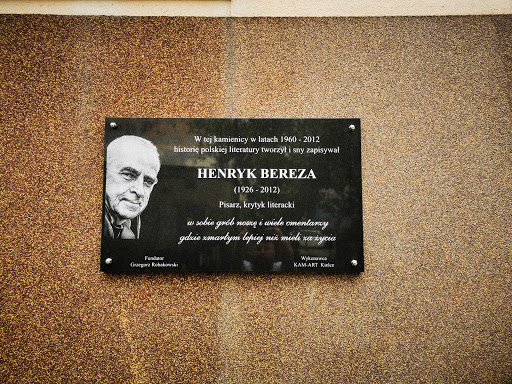 W tej kamienicy w latach 1960 - 2012
historię polskiej literatury tworzył i sny zapisywał
HENRYK BEREZA
(1926 - 2012)
Pisarz, krytyk literacki
w sobie grób noszę i wiele cmentarzy
gdzie zmarłym lepiej niż mieli za życia
Fundator
Grzegorz Robakowski
Wykonawca
KAM-ART Kielce